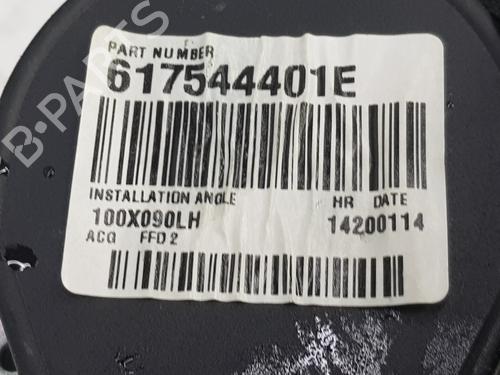 PART NUMBER
617544401E
INSTALLATION ANGLE HR DATE
100X090LH 14200114
ACQ FFD2
B-PARTS